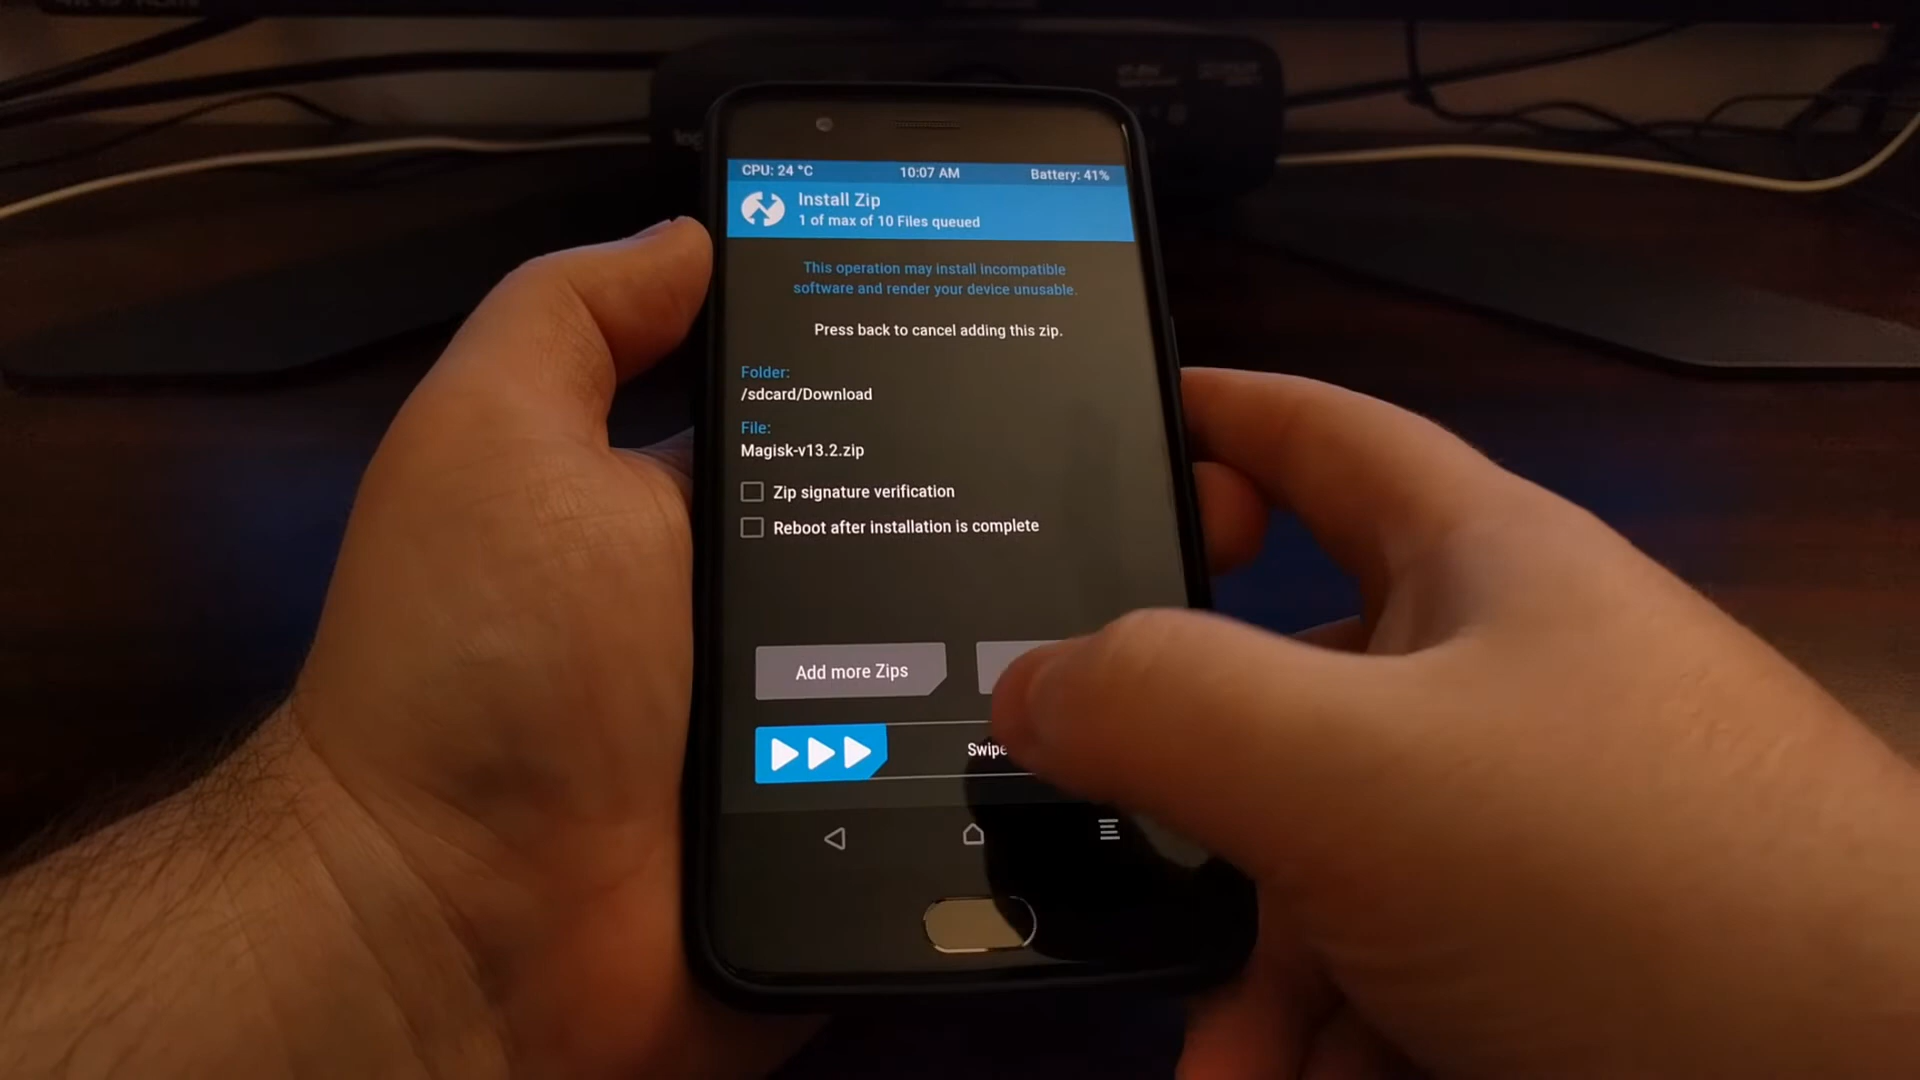 CPU: 24 °C
10:07 AM
Battery: 41%
Install Zip
1 of max of 10 Files queued
This operation may install incompatible
software and render your device unusable.
Press back to cancel adding this zip.
Folder:
/sdcard/Download
File:
Magisk-v13.2.zip
Zip signature verification
Reboot after installation is complete
Add more Zips
Swipe